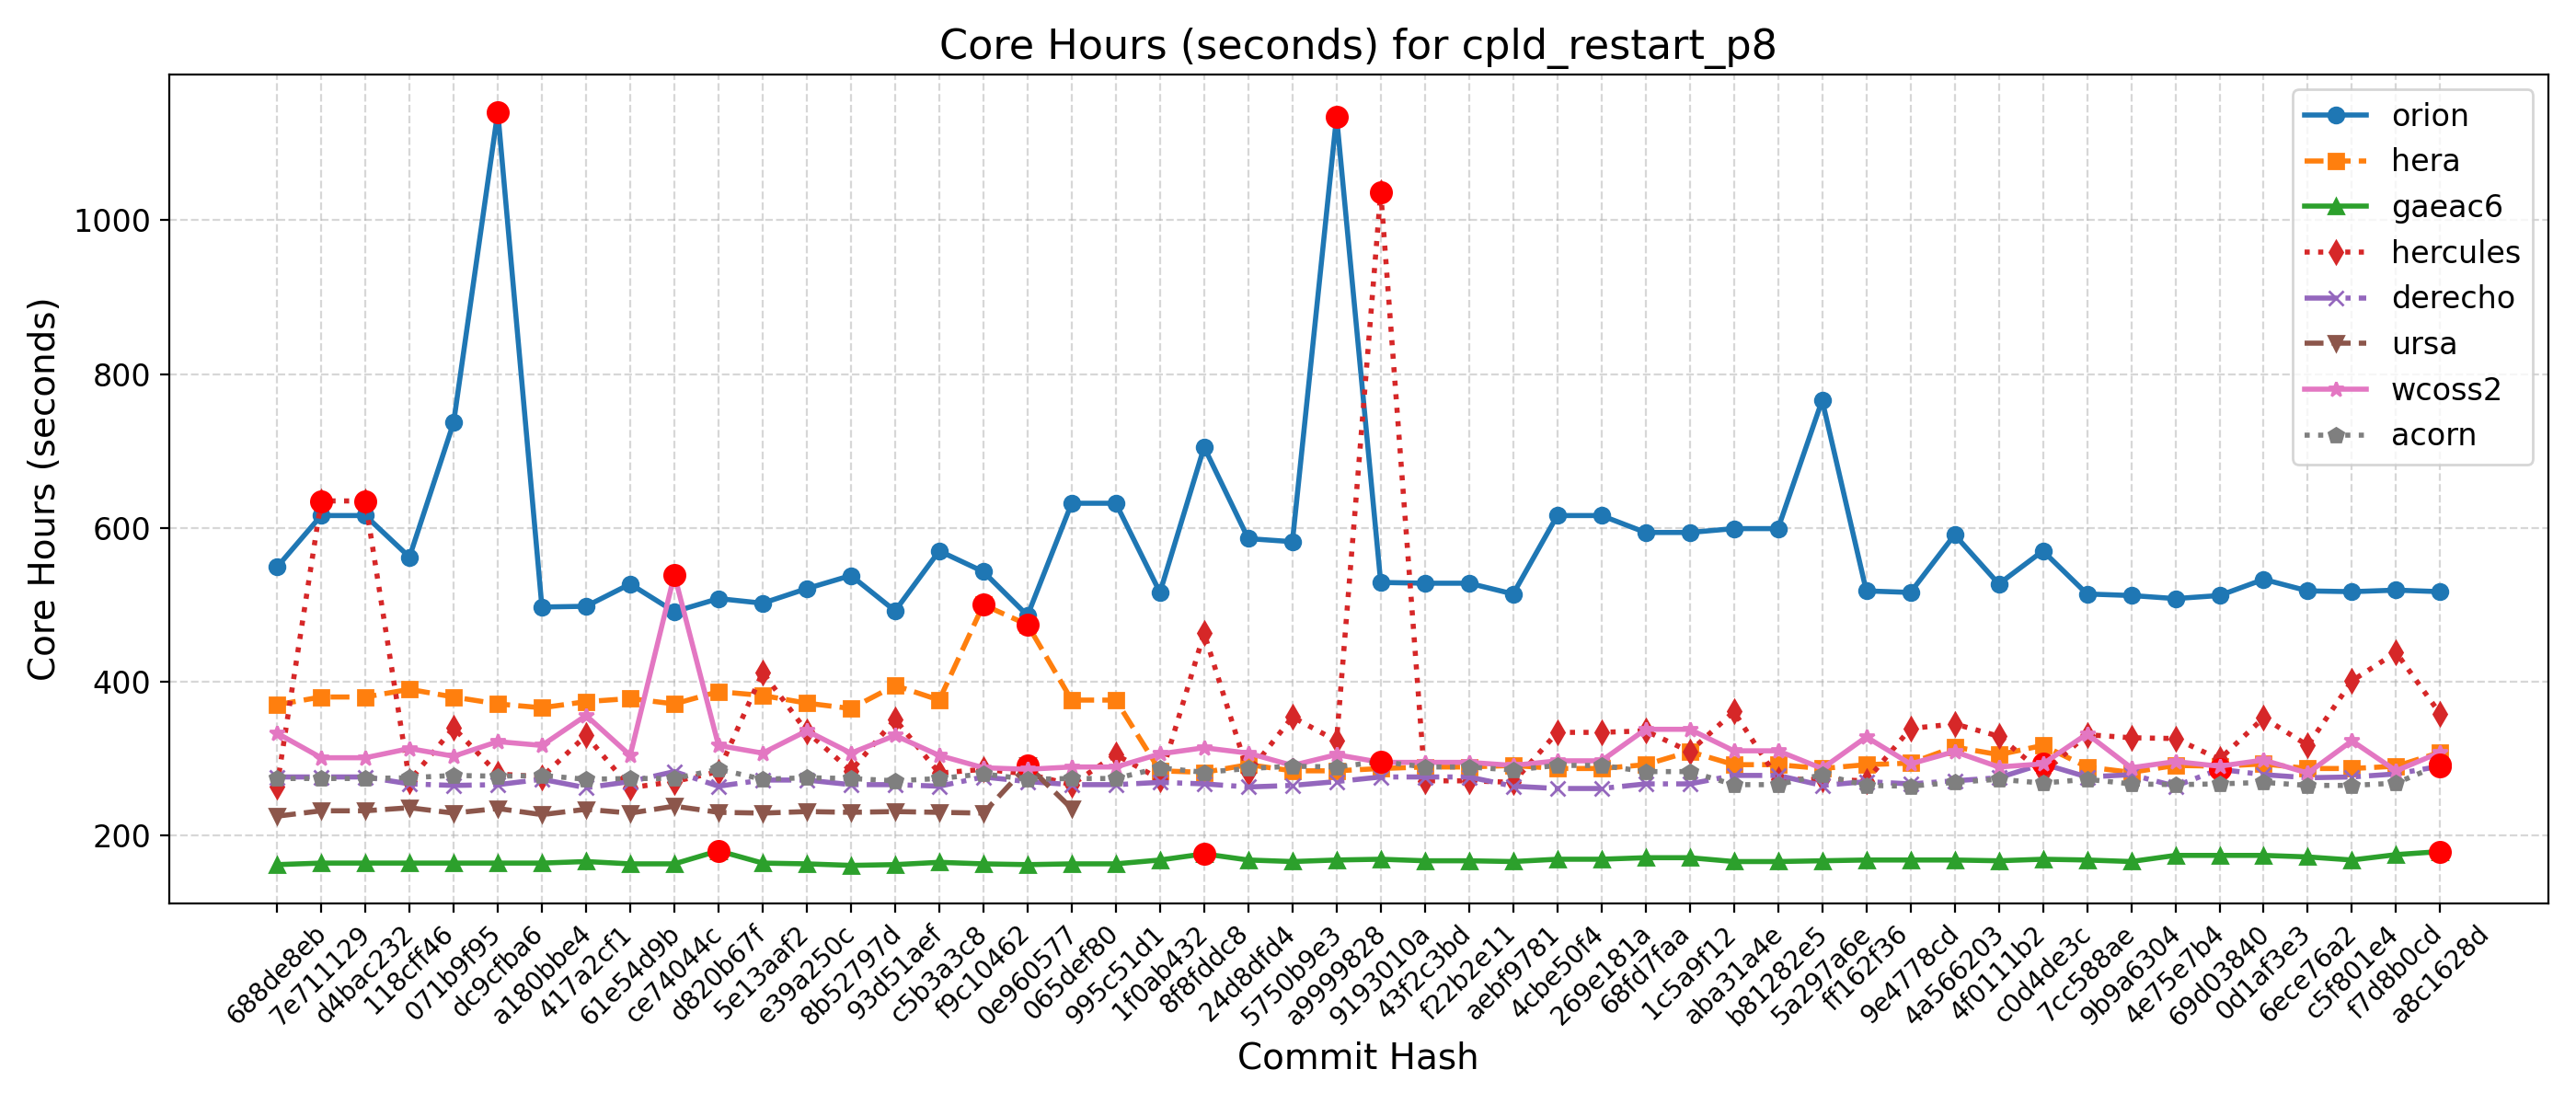 Core Hours (seconds) for cpld_restart_p8
Core Hours (seconds)
1000
800
600
400
200
orion
hera
gaeac6
hercules
derecho
ursa
wcoss2
acorn
688de8eb
7e711129
d4bac232
118cff46
071b9f95
dc9cfba6
a180bbe4
417a2cf1
61e54d9b
ce74044c
d820b67f
5e13aaf2
e39a250c
8b52797d
93d51aef
c5b3a3c8
f9c10462
0e960577
065def80
995c51d1
1f0ab432
8f8fddc8
24d8dfd4
5750b9e3
a9999828
9193010a
43f2c3bd
f22b2e11
aebf9781
4cbe50f4
269e181a
68fd7faa
1c5a9f12
aba31a4e
b81282e5
5a297a6e
ff162f36
9e4778cd
4a566203
4f0111b2
c0d4de3c
7cc588ae
9b9a6304
4e75e7b4
69d03840
0d1af3e3
6ece76a2
c5f801e4
f7d8b0cd
a8c1628d
Commit Hash